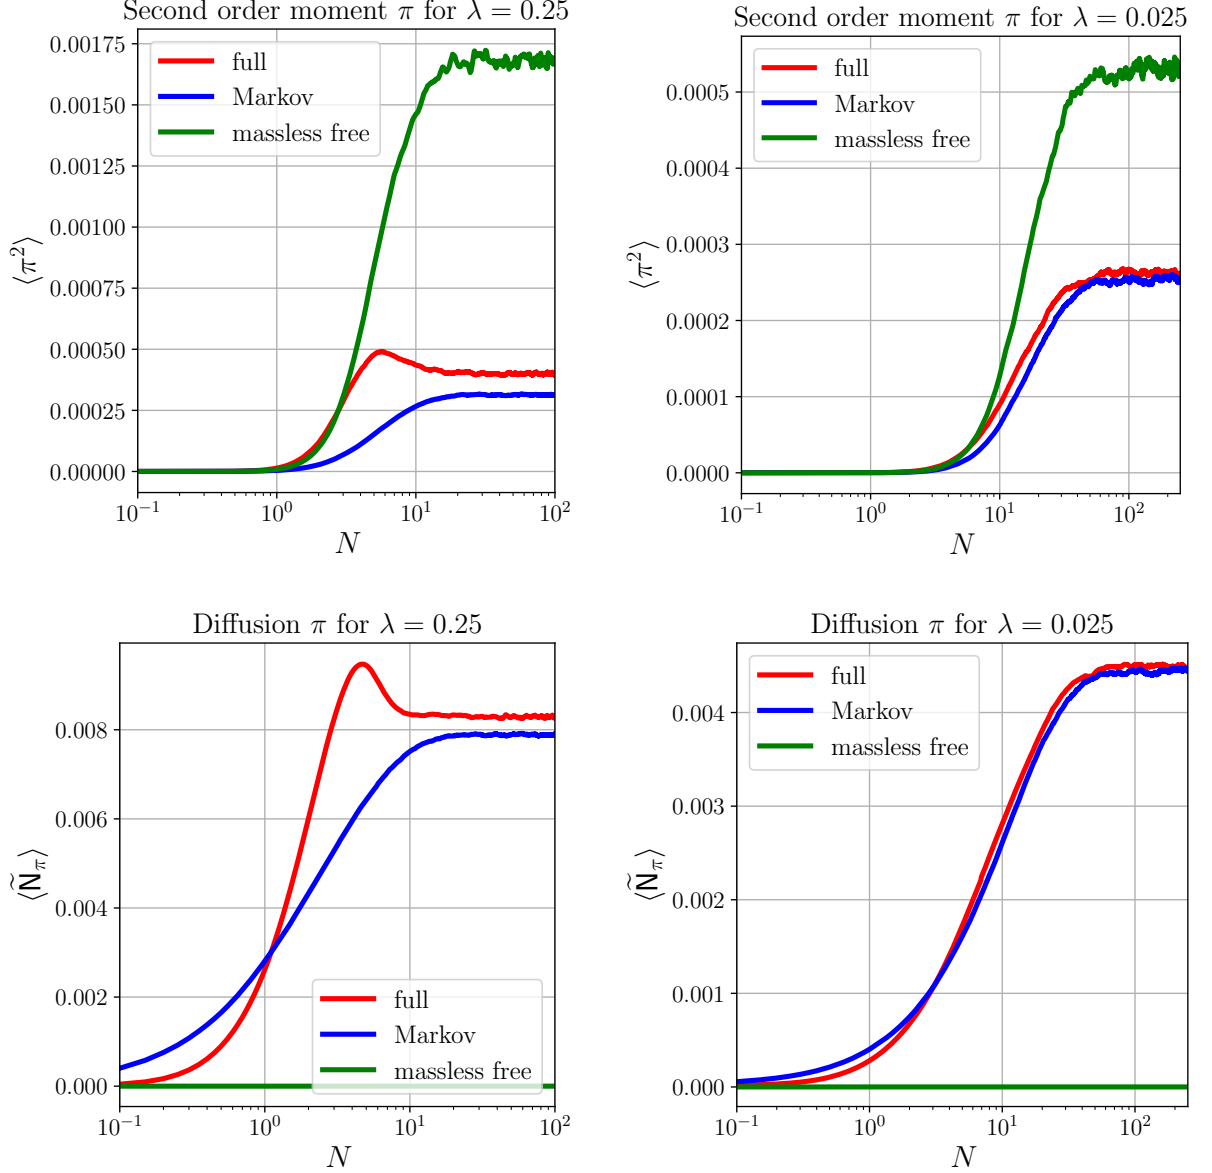 Second order moment π for λ = 0.25
0.00175
0.00150
0.00125
0.00100
0.00075
0.00050
0.00025
0.00000
⟨π²⟩
full
Markov
massless free
10⁻¹ 10⁰ 10¹ 10²
N
Second order moment π for λ = 0.025
0.0005
0.0004
0.0003
0.0002
0.0001
0.0000
⟨π²⟩
full
Markov
massless free
10⁻¹ 10⁰ 10¹ 10²
N
Diffusion π for λ = 0.25
0.008
0.006
0.004
0.002
0.000
⟨Ñ_π⟩
full
Markov
massless free
10⁻¹ 10⁰ 10¹ 10²
N
Diffusion π for λ = 0.025
0.004
0.003
0.002
0.001
0.000
⟨Ñ_π⟩
full
Markov
massless free
10⁻¹ 10⁰ 10¹ 10²
N